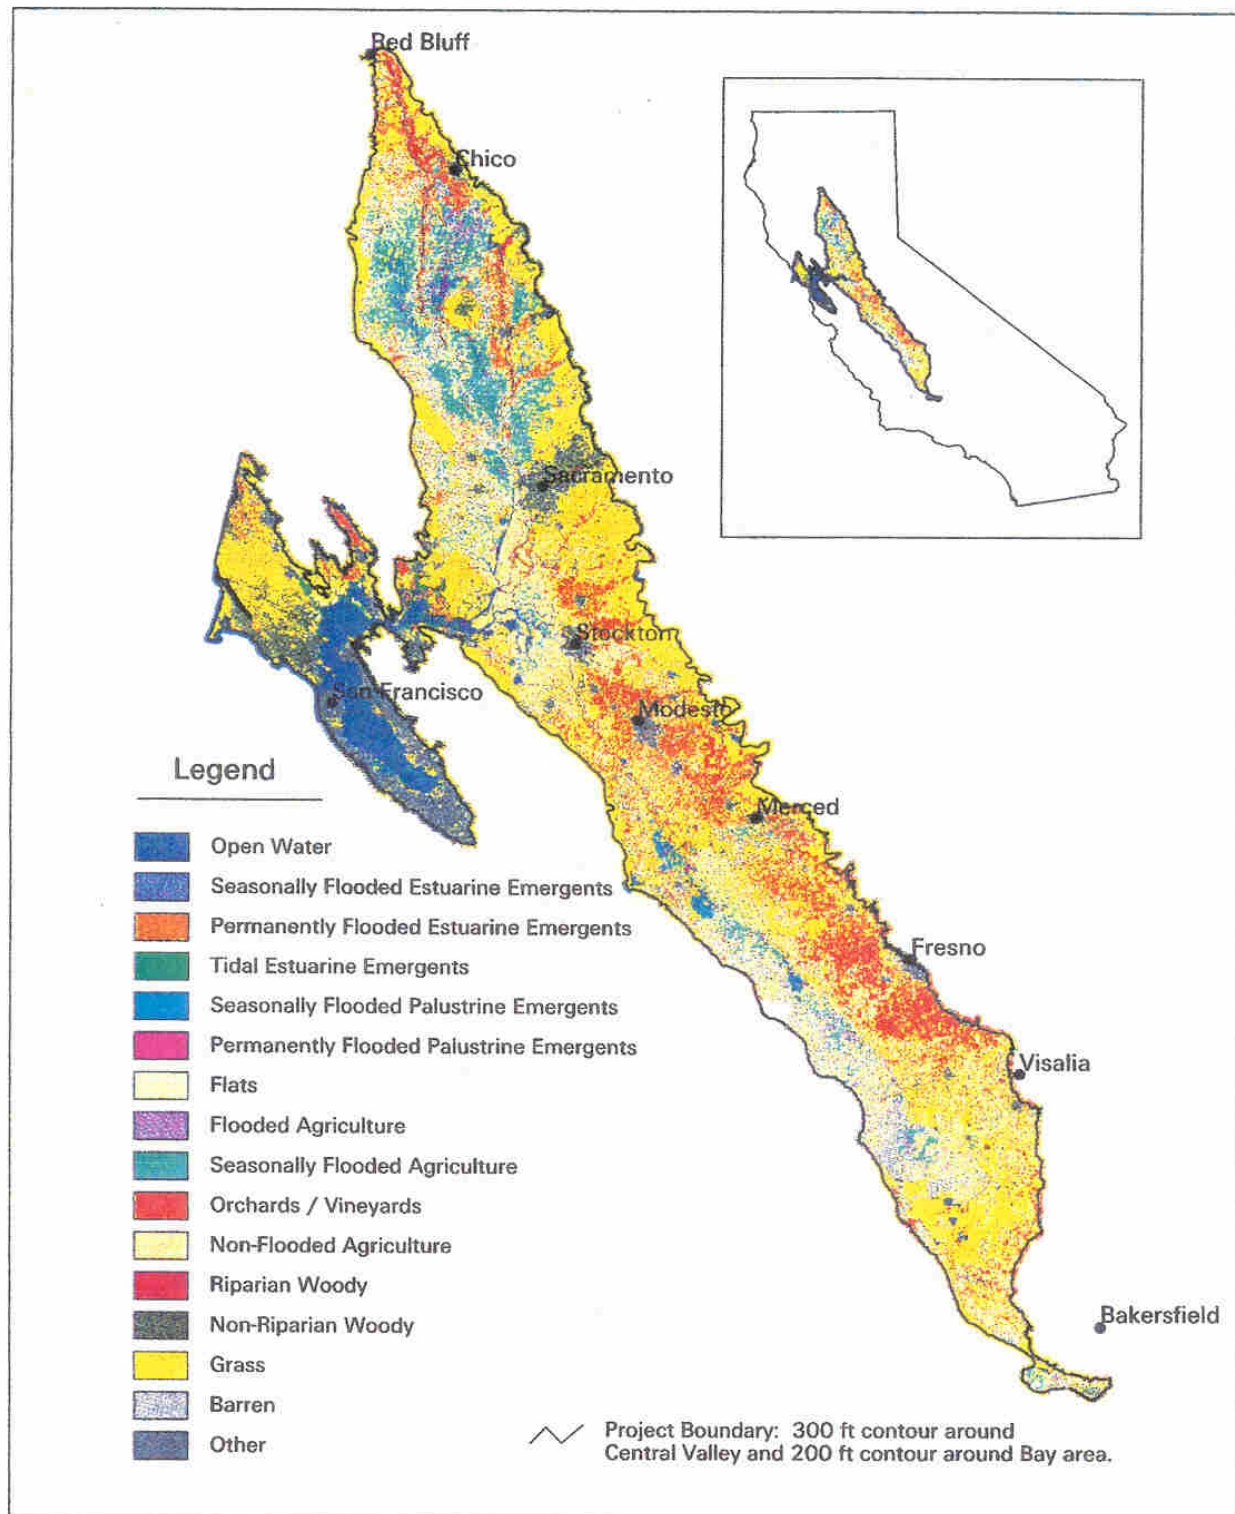 Red Bluff
Chico
Sacramento
Stockton
San Francisco
Modesto
Merced
Fresno
Visalia
Bakersfield
Legend
Open Water
Seasonally Flooded Estuarine Emergents
Permanently Flooded Estuarine Emergents
Tidal Estuarine Emergents
Seasonally Flooded Palustrine Emergents
Permanently Flooded Palustrine Emergents
Flats
Flooded Agriculture
Seasonally Flooded Agriculture
Orchards / Vineyards
Non-Flooded Agriculture
Riparian Woody
Non-Riparian Woody
Grass
Barren
Other
Project Boundary: 300 ft contour around
Central Valley and 200 ft contour around Bay area.